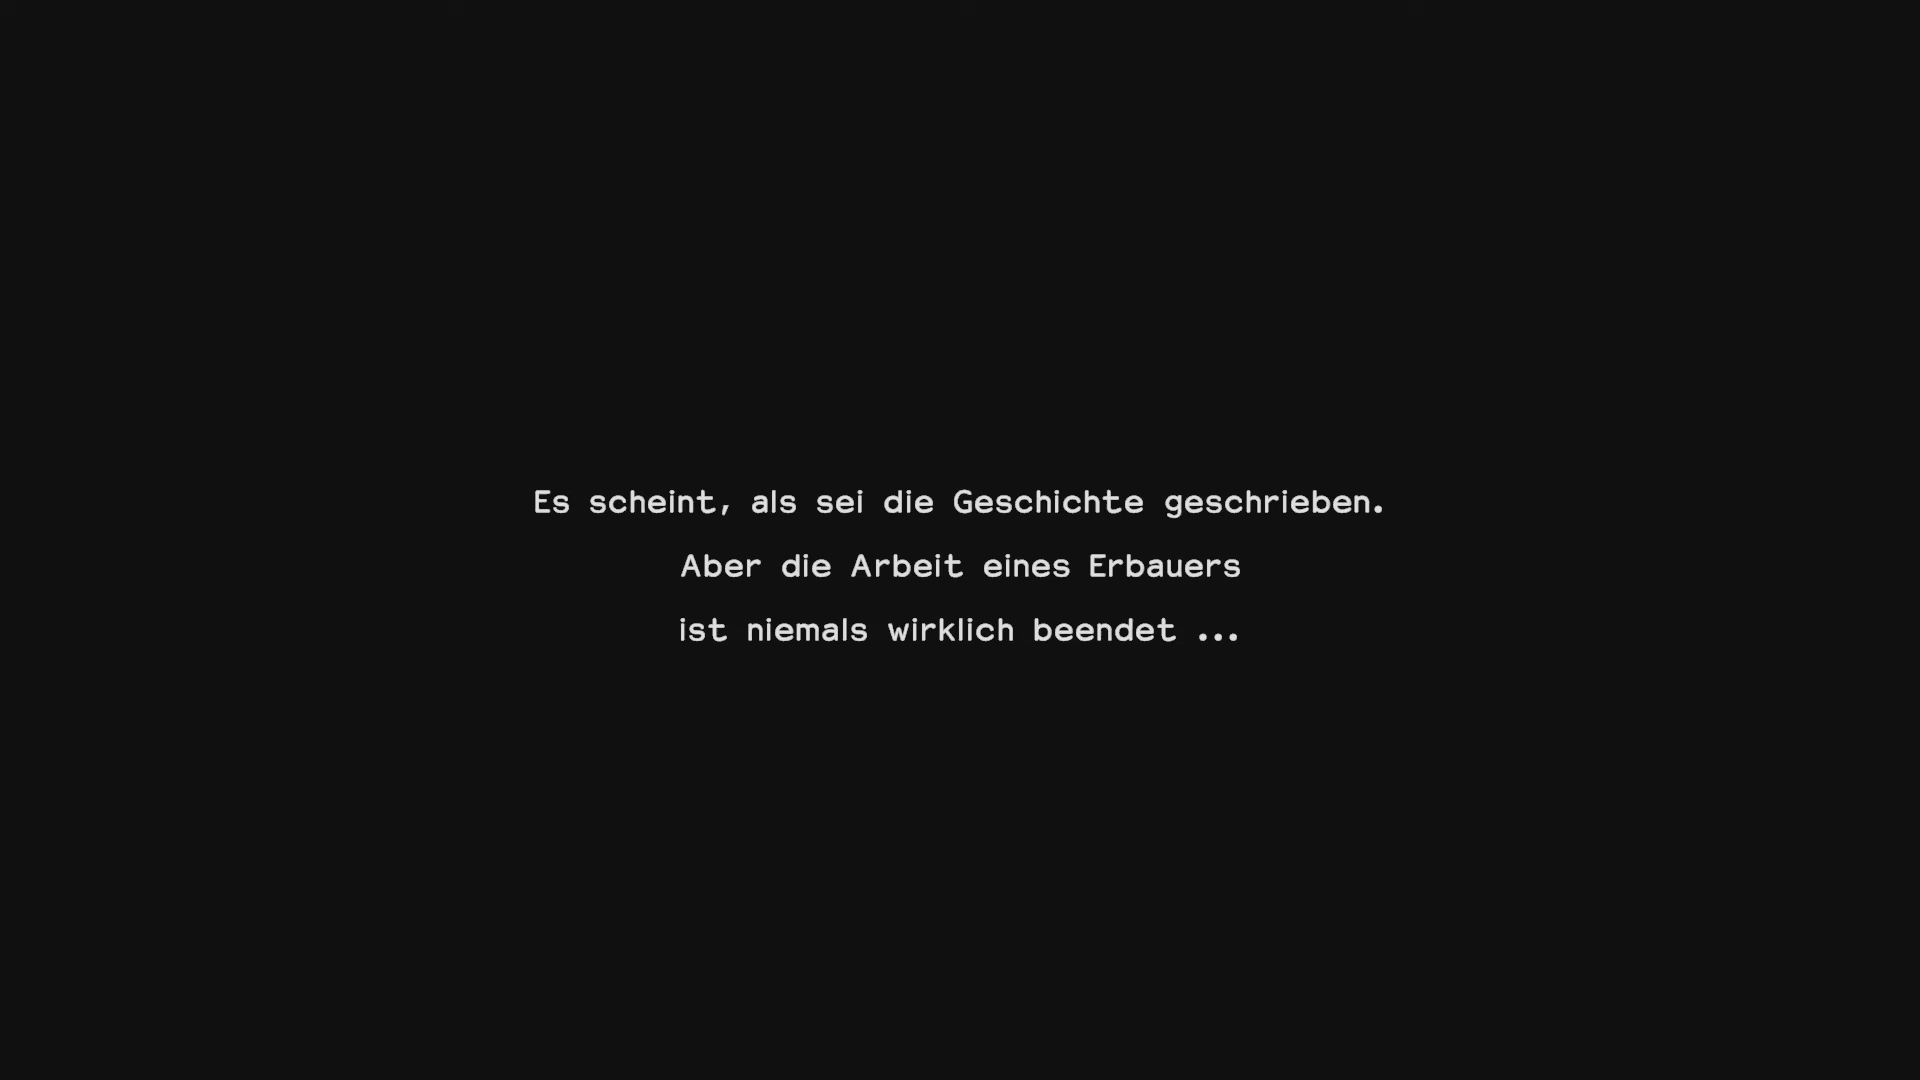 Es scheint, als sei die Geschichte geschrieben.
Aber die Arbeit eines Erbauers
ist niemals wirklich beendet ...